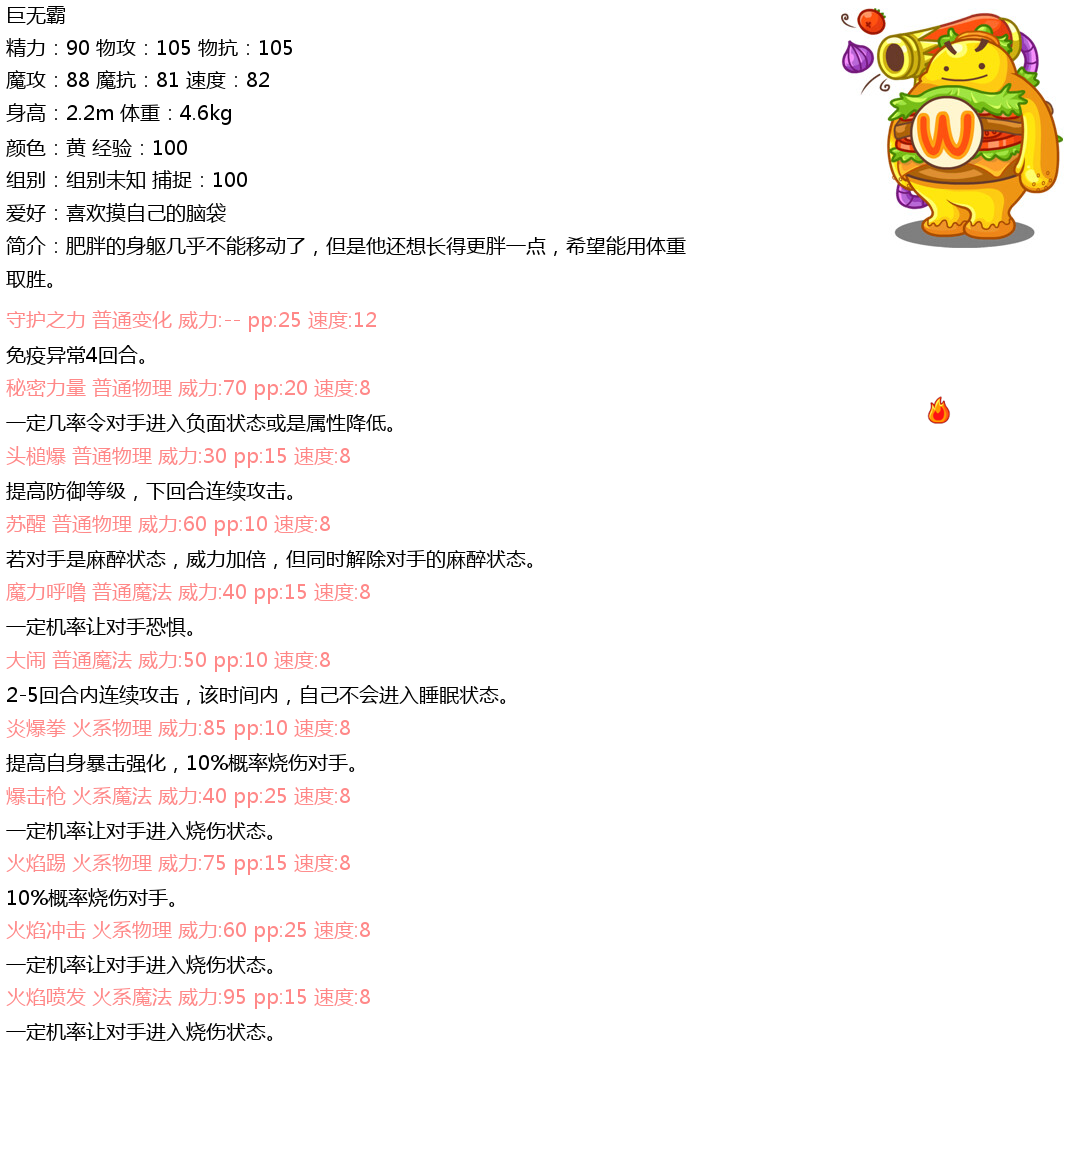 巨无霸
精力：90 物攻：105 物抗：105
魔攻：88 魔抗：81 速度：82
身高：2.2m 体重：4.6kg
颜色：黄 经验：100
组别：组别未知 捕捉：100
爱好：喜欢摸自己的脑袋
简介：肥胖的身躯几乎不能移动了，但是他还想长得更胖一点，希望能用体重
取胜。
W
守护之力 普通变化 威力:-- pp:25 速度:12
免疫异常4回合。
秘密力量 普通物理 威力:70 pp:20 速度:8
一定几率令对手进入负面状态或是属性降低。
头槌爆 普通物理 威力:30 pp:15 速度:8
提高防御等级，下回合连续攻击。
苏醒 普通物理 威力:60 pp:10 速度:8
若对手是麻醉状态，威力加倍，但同时解除对手的麻醉状态。
魔力呼噜 普通魔法 威力:40 pp:15 速度:8
一定机率让对手恐惧。
大闹 普通魔法 威力:50 pp:10 速度:8
2-5回合内连续攻击，该时间内，自己不会进入睡眠状态。
炎爆拳 火系物理 威力:85 pp:10 速度:8
提高自身暴击强化，10%概率烧伤对手。
爆击枪 火系魔法 威力:40 pp:25 速度:8
一定机率让对手进入烧伤状态。
火焰踢 火系物理 威力:75 pp:15 速度:8
10%概率烧伤对手。
火焰冲击 火系物理 威力:60 pp:25 速度:8
一定机率让对手进入烧伤状态。
火焰喷发 火系魔法 威力:95 pp:15 速度:8
一定机率让对手进入烧伤状态。